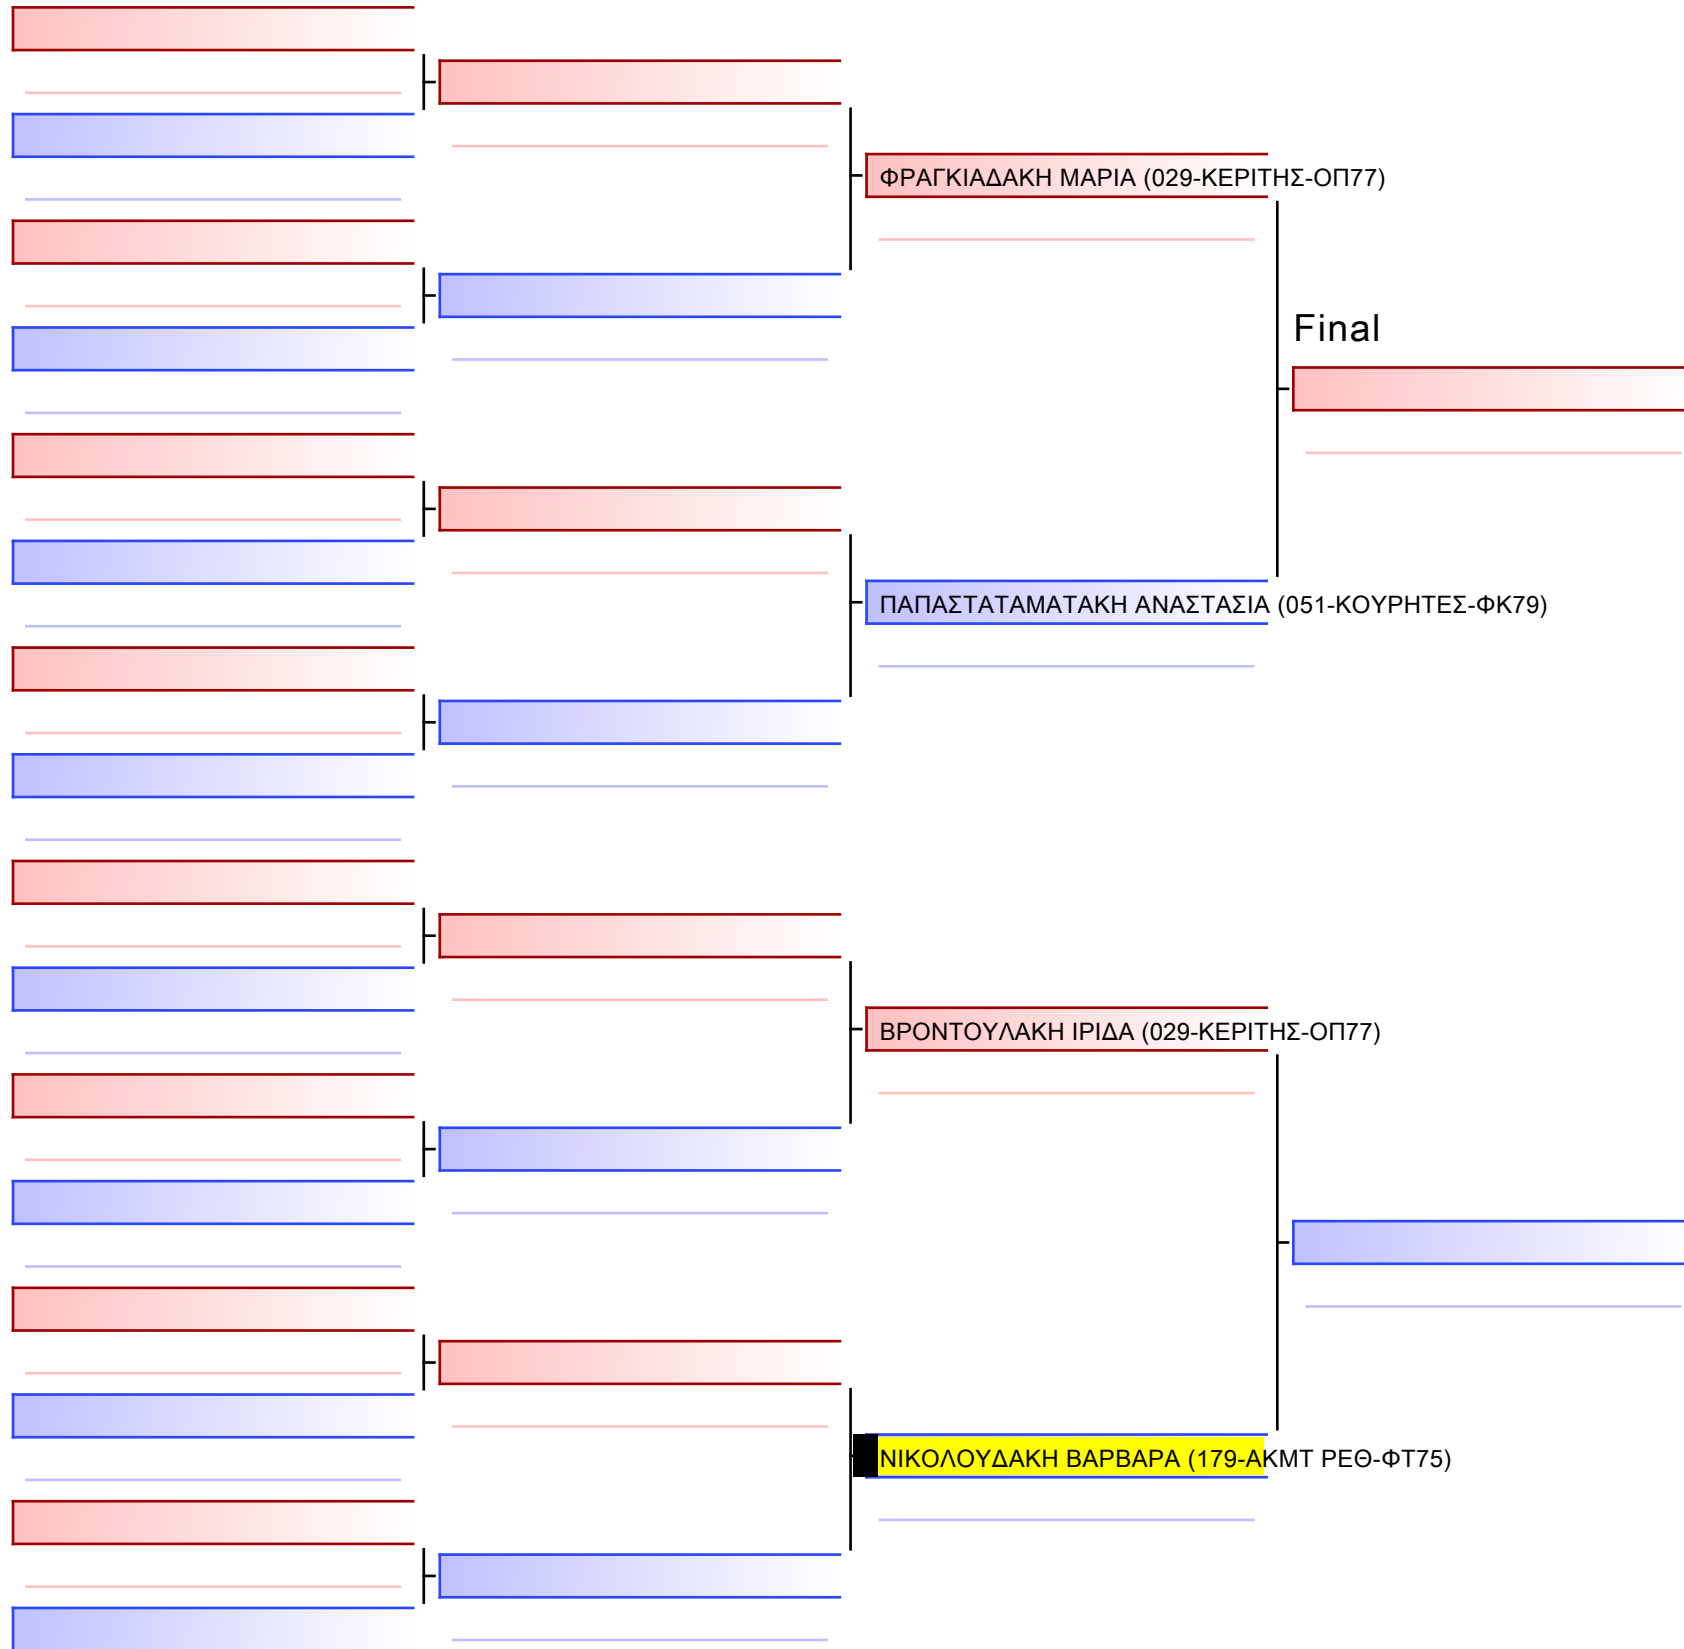 ΦΡΑΓΚΙΑΔΑΚΗ ΜΑΡΙΑ (029-ΚΕΡΙΤΗΣ-ΟΠ77)
Final
ΠΑΠΑΣΤΑΤΑΜΑΤΑΚΗ ΑΝΑΣΤΑΣΙΑ (051-ΚΟΥΡΗΤΕΣ-ΦΚ79)
ΒΡΟΝΤΟΥΛΑΚΗ ΙΡΙΔΑ (029-ΚΕΡΙΤΗΣ-ΟΠ77)
ΝΙΚΟΛΟΥΔΑΚΗ ΒΑΡΒΑΡΑ (179-ΑΚΜΤ ΡΕΘ-ΦΤ75)